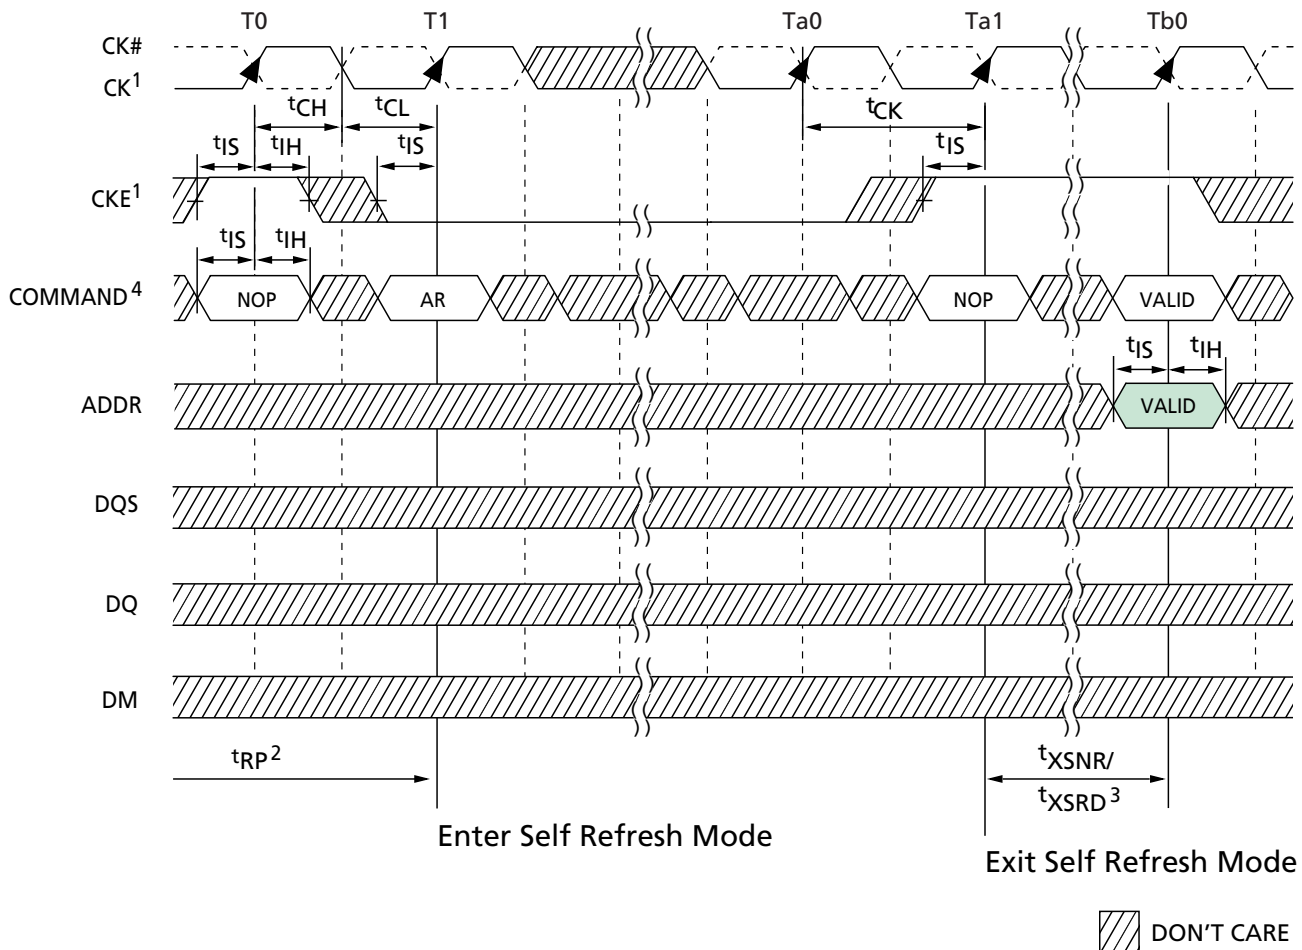 T0 T1 Ta0 Ta1 Tb0
CK#
CK1
tCH tCL tCK
tIS tIH tIS tIS
CKE1
tIS tIH
COMMAND4 NOP AR NOP VALID
tIS tIH
ADDR VALID
DQS
DQ
DM
tRP2 tXSNR/
tXSRD3
Enter Self Refresh Mode
Exit Self Refresh Mode
DON'T CARE